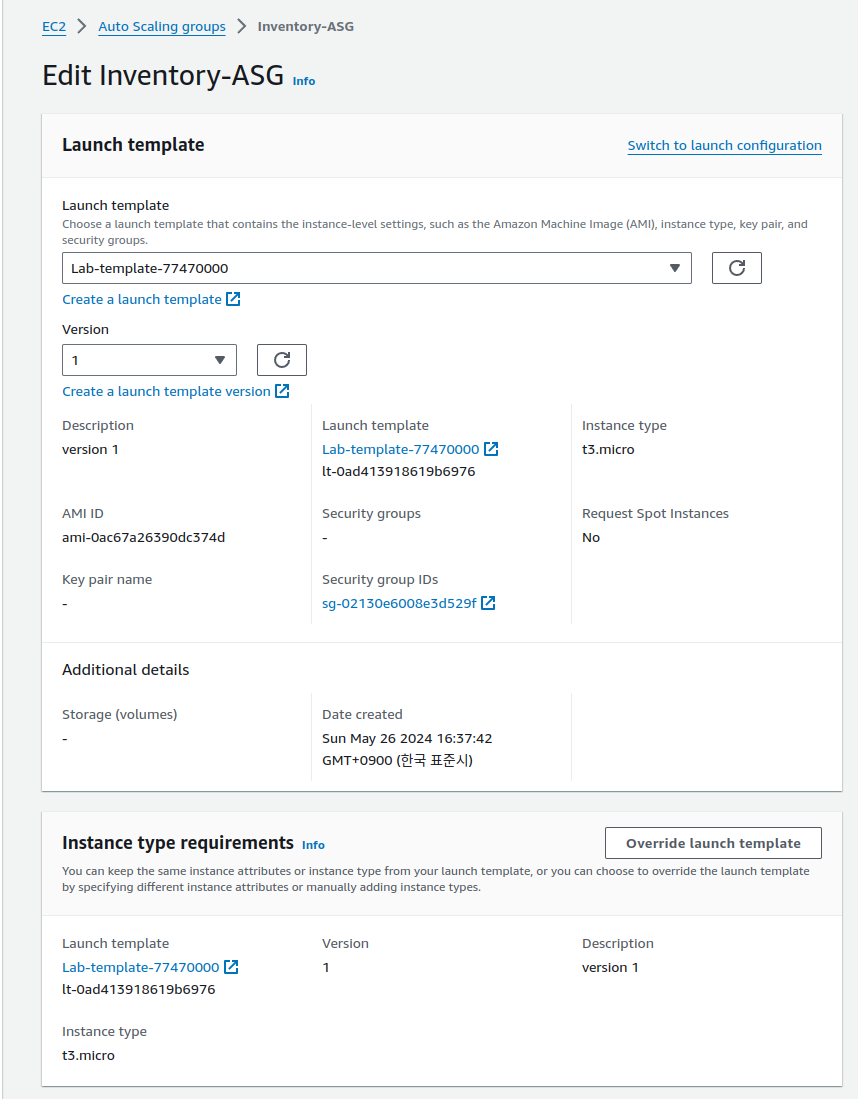 EC2 > Auto Scaling groups > Inventory-ASG
Edit Inventory-ASG Info
Launch template
Switch to launch configuration
Launch template
Choose a launch template that contains the instance-level settings, such as the Amazon Machine Image (AMI), instance type, key pair, and
security groups.
Lab-template-77470000
Create a launch template
Version
1
Create a launch template version
Description
version 1
Launch template
Lab-template-77470000
lt-0ad413918619b6976
Instance type
t3.micro
AMI ID
ami-0ac67a26390dc374d
Security groups
-
Request Spot Instances
No
Key pair name
-
Security group IDs
sg-02130e6008e3d529f
Additional details
Storage (volumes)
-
Date created
Sun May 26 2024 16:37:42
GMT+0900 (한국 표준시)
Instance type requirements Info
Override launch template
You can keep the same instance attributes or instance type from your launch template, or you can choose to override the launch template
by specifying different instance attributes or manually adding instance types.
Launch template
Lab-template-77470000
lt-0ad413918619b6976
Version
1
Description
version 1
Instance type
t3.micro